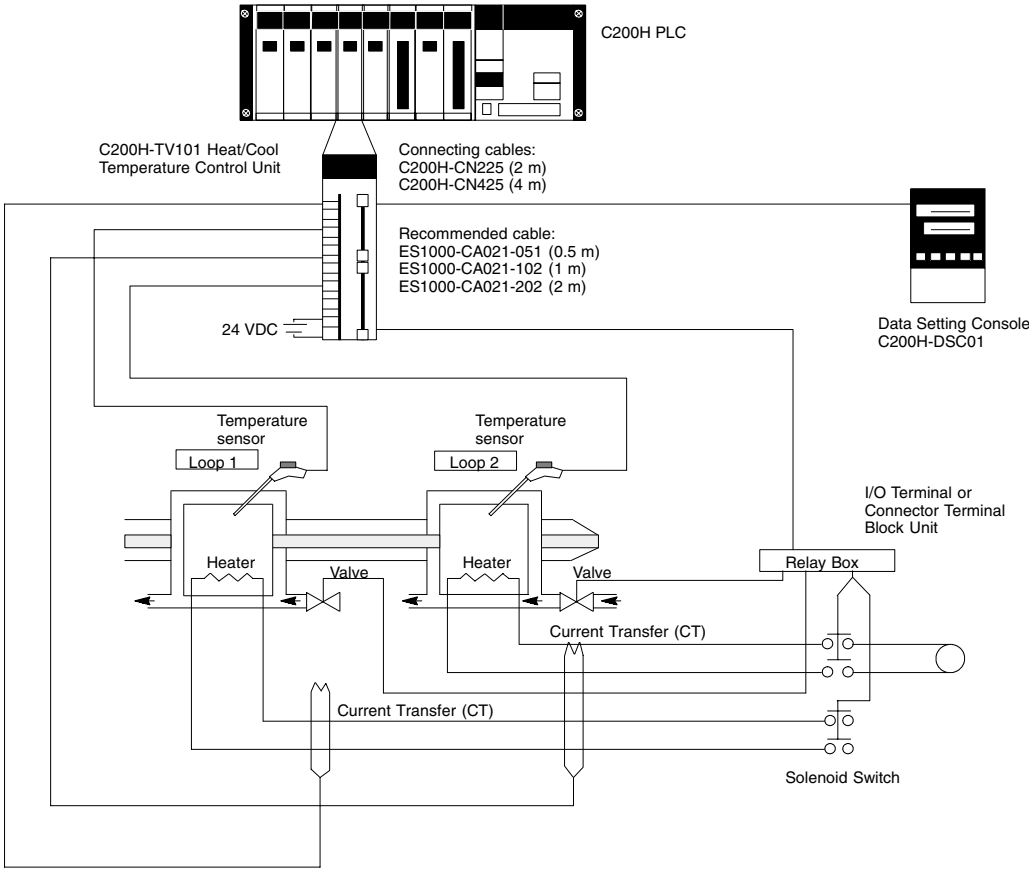 C200H PLC
C200H-TV101 Heat/Cool
Temperature Control Unit
Connecting cables:
C200H-CN225 (2 m)
C200H-CN425 (4 m)
Recommended cable:
ES1000-CA021-051 (0.5 m)
ES1000-CA021-102 (1 m)
ES1000-CA021-202 (2 m)
24 VDC
Data Setting Console
C200H-DSC01
Temperature
sensor
Loop 1
Temperature
sensor
Loop 2
I/O Terminal or
Connector Terminal
Block Unit
Heater
Valve
Heater
Valve
Relay Box
Current Transfer (CT)
Current Transfer (CT)
Solenoid Switch